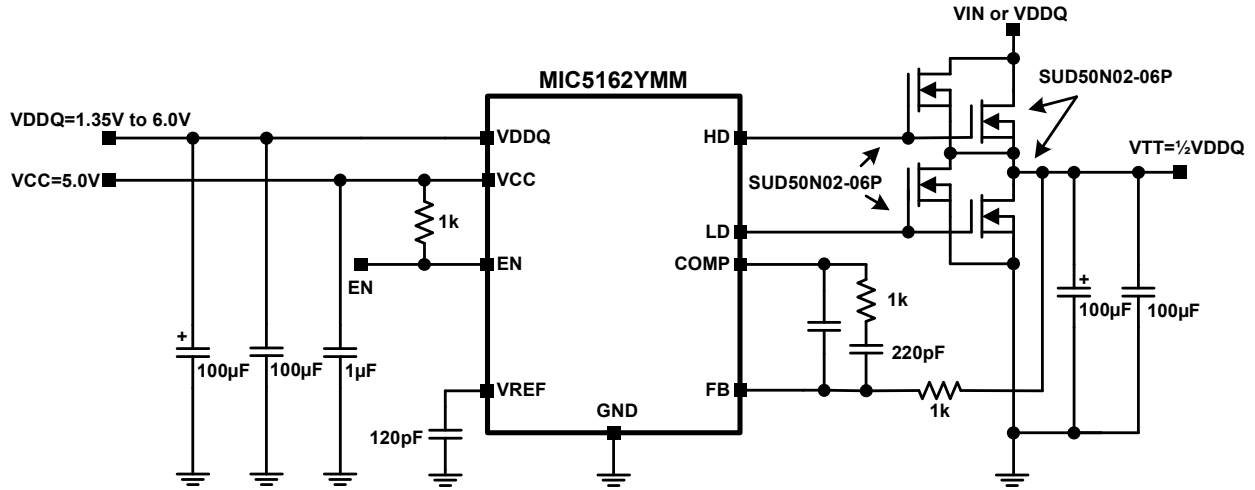 VIN or VDDQ
MIC5162YMM
SUD50N02-06P
VDDQ=1.35V to 6.0V
VDDQ
HD
VTT=½VDDQ
VCC=5.0V
VCC
SUD50N02-06P
1k
LD
EN
EN
COMP
1k
+
100µF
100µF
+
100µF
100µF
1µF
220pF
VREF
FB
GND
1k
120pF